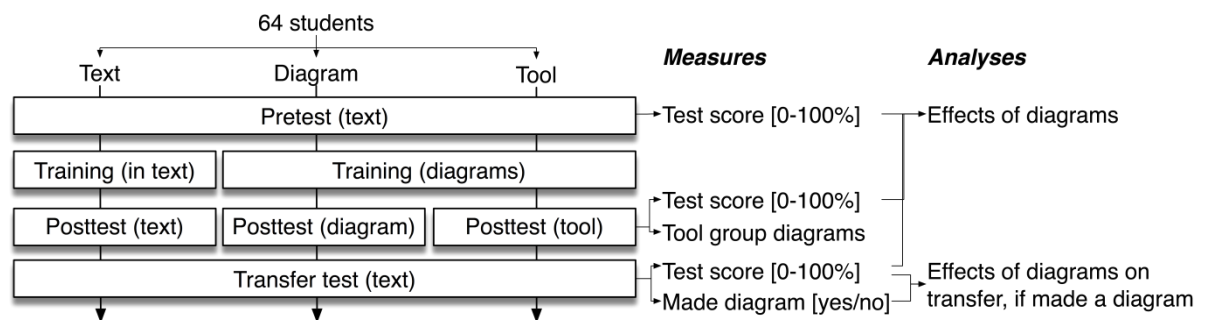 64 students
Text Diagram Tool
Measures Analyses
Pretest (text) Test score [0-100%] Effects of diagrams
Training (in text) Training (diagrams)
Test score [0-100%]
Posttest (text) Posttest (diagram) Posttest (tool)
Tool group diagrams
Transfer test (text)
Test score [0-100%] Effects of diagrams on
Made diagram [yes/no] transfer, if made a diagram